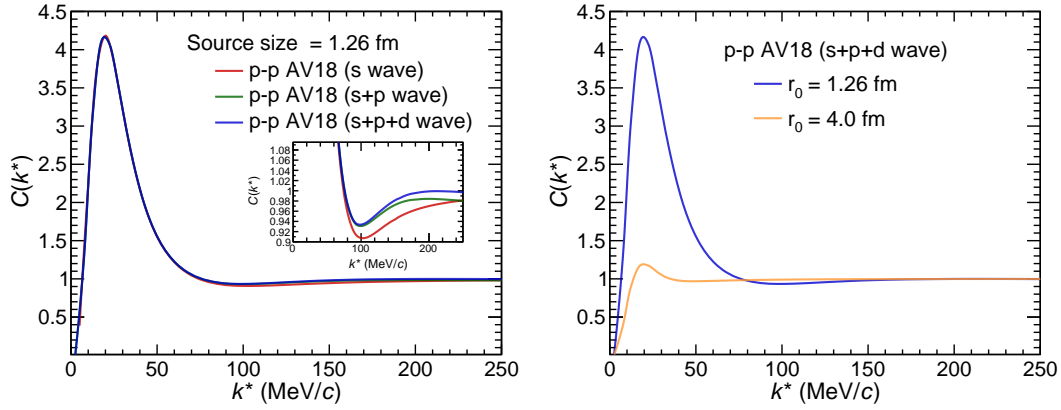 C(k*)
4.5
4
3.5
3
2.5
2
1.5
1
0.5
0 50 100 150 200 250
k* (MeV/c)
Source size = 1.26 fm
p-p AV18 (s wave)
p-p AV18 (s+p wave)
p-p AV18 (s+p+d wave)
C(k*)
1.08
1.06
1.04
1.02
1
0.98
0.96
0.94
0.92
0.9
0 100 200
k* (MeV/c)
C(k*)
4.5
4
3.5
3
2.5
2
1.5
1
0.5
0 50 100 150 200 250
k* (MeV/c)
p-p AV18 (s+p+d wave)
r0 = 1.26 fm
r0 = 4.0 fm